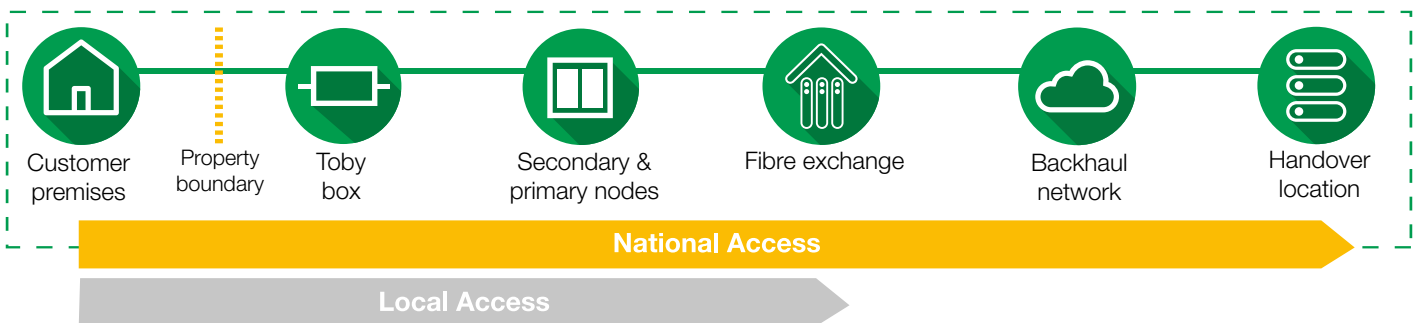 Customer
premises
Property
boundary
Toby
box
Secondary &
primary nodes
Fibre exchange
Backhaul
network
Handover
location
National Access
Local Access